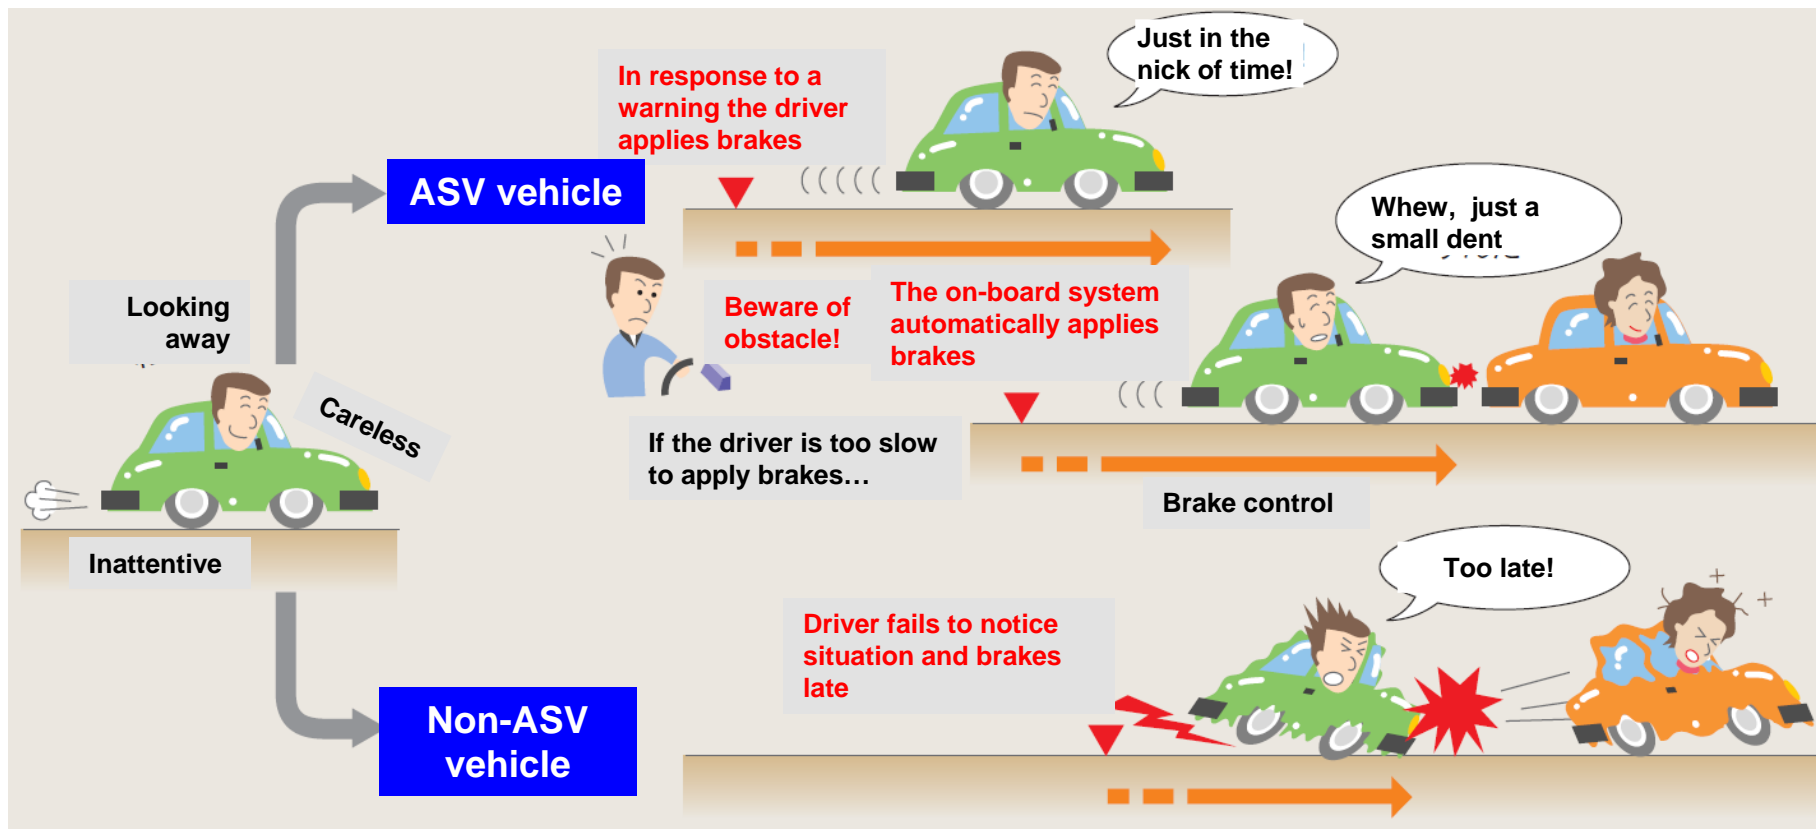 Just in the
nick of time!
In response to a
warning the driver
applies brakes
ASV vehicle
Whew, just a
small dent
Looking
away
Beware of
obstacle!
The on-board system
automatically applies
brakes
Careless
If the driver is too slow
to apply brakes…
Brake control
Inattentive
Too late!
Driver fails to notice
situation and brakes
late
Non-ASV
vehicle